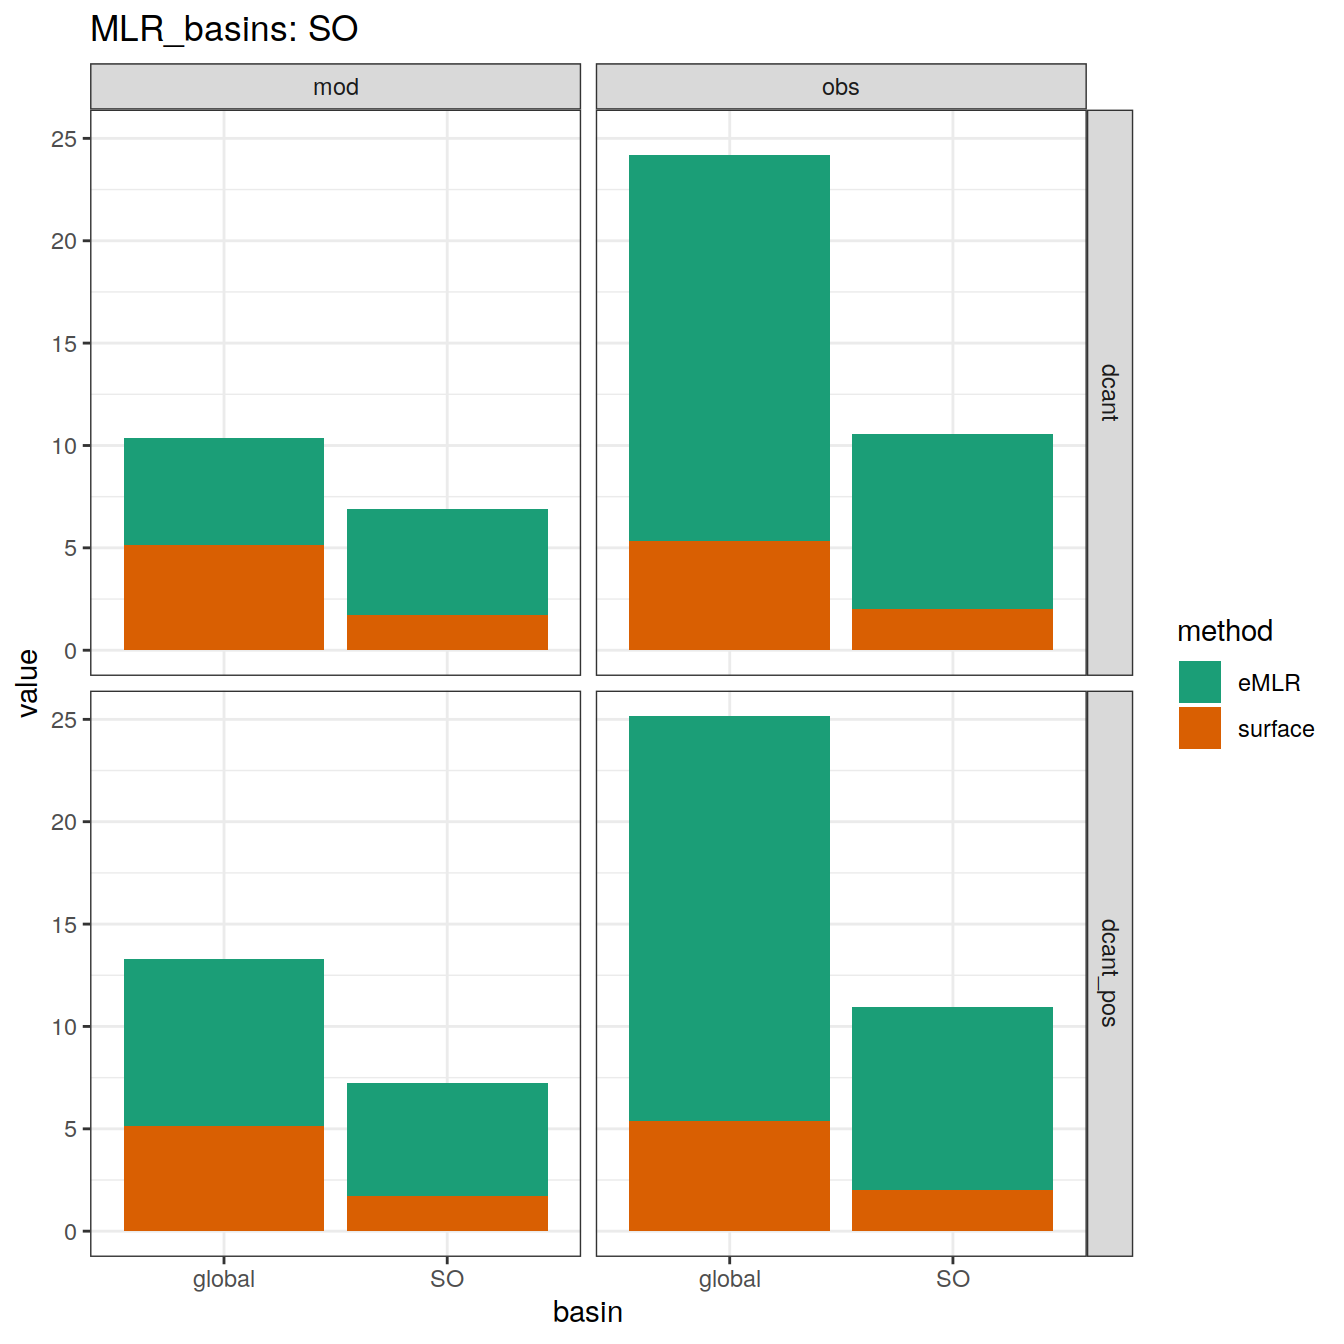 MLR_basins: SO
mod
obs
25
20
15
10
5
0
dcant
25
20
15
10
5
0
dcant_pos
global
SO
global
SO
basin
value
method
eMLR
surface